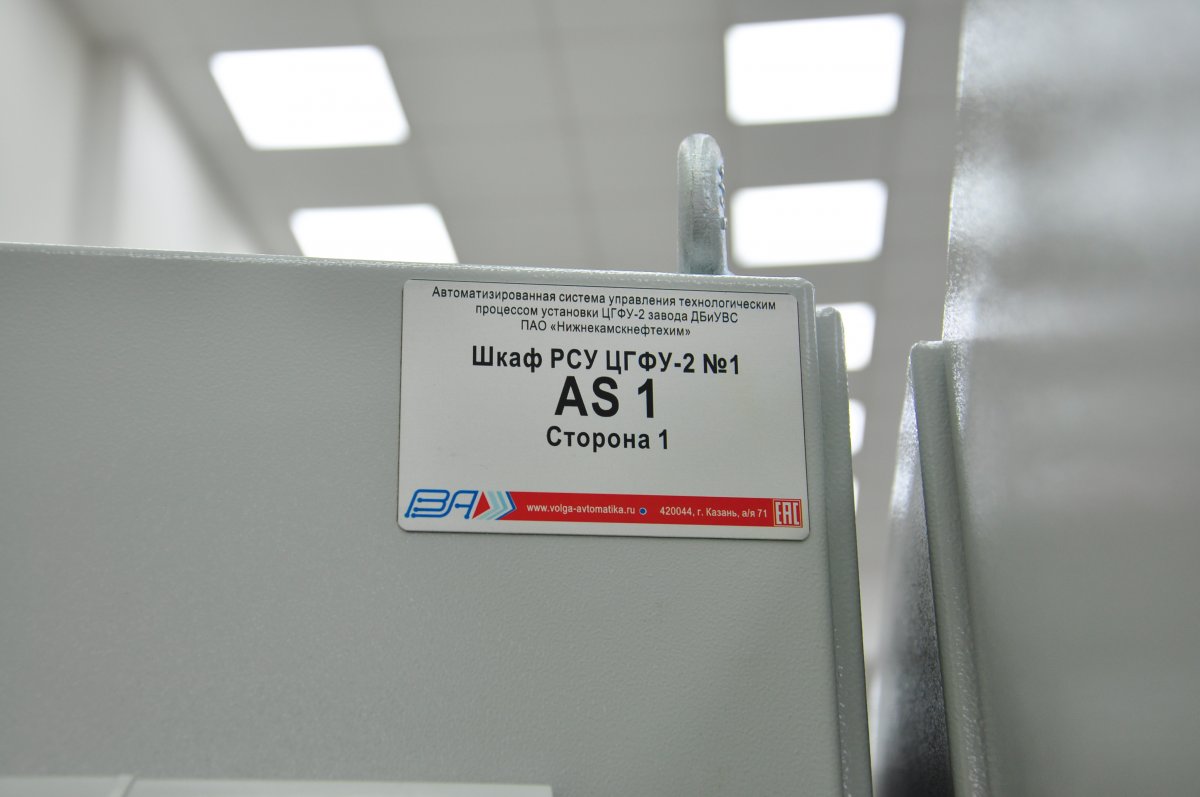 Автоматизированная система управления технологическим
процессом установки ЦГФУ-2 завода ДБиУВС
ПАО «Нижнекамскнефтехим»
Шкаф РСУ ЦГФУ-2 №1
AS 1
Сторона 1
ВА www.volga-avtomatika.ru 420044, г. Казань, а/я 71 EAC